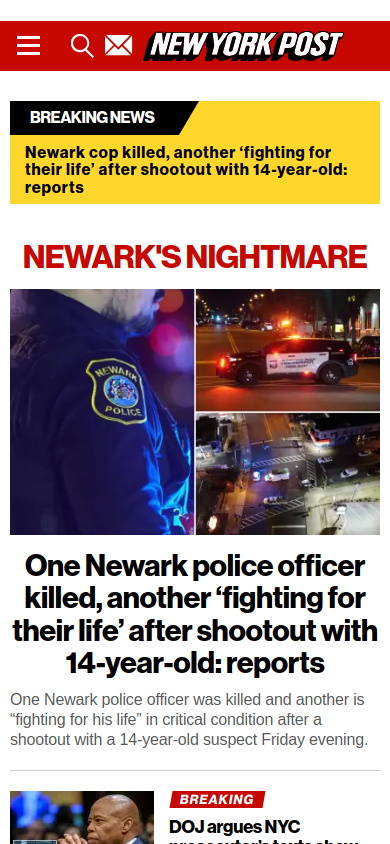 NEW YORK POST
BREAKING NEWS
Newark cop killed, another ‘fighting for
their life’ after shootout with 14-year-old:
reports
NEWARK'S NIGHTMARE
NEWARK
POLICE
One Newark police officer
killed, another ‘fighting for
their life’ after shootout with
14-year-old: reports
One Newark police officer was killed and another is
“fighting for his life” in critical condition after a
shootout with a 14-year-old suspect Friday evening.
BREAKING
DOJ argues NYC
prosecutor's texts show